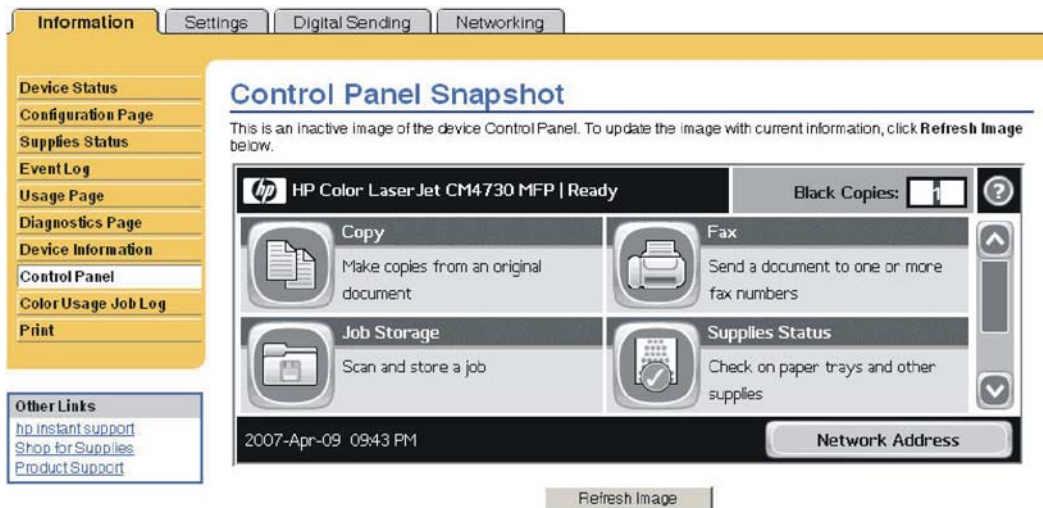 Information
Settings
Digital Sending
Networking
Device Status
Configuration Page
Supplies Status
Event Log
Usage Page
Diagnostics Page
Device Information
Control Panel
Color Usage Job Log
Print
Other Links
hp instant support
Shop for Supplies
Product Support
Control Panel Snapshot
This is an inactive image of the device Control Panel. To update the image with current information, click Refresh Image
below.
hp HP Color LaserJet CM4730 MFP | Ready
Black Copies: 1 ?
Copy
Make copies from an original
document
Fax
Send a document to one or more
fax numbers
Job Storage
Scan and store a job
Supplies Status
Check on paper trays and other
supplies
2007-Apr-09 09:43 PM
Network Address
Refresh Image